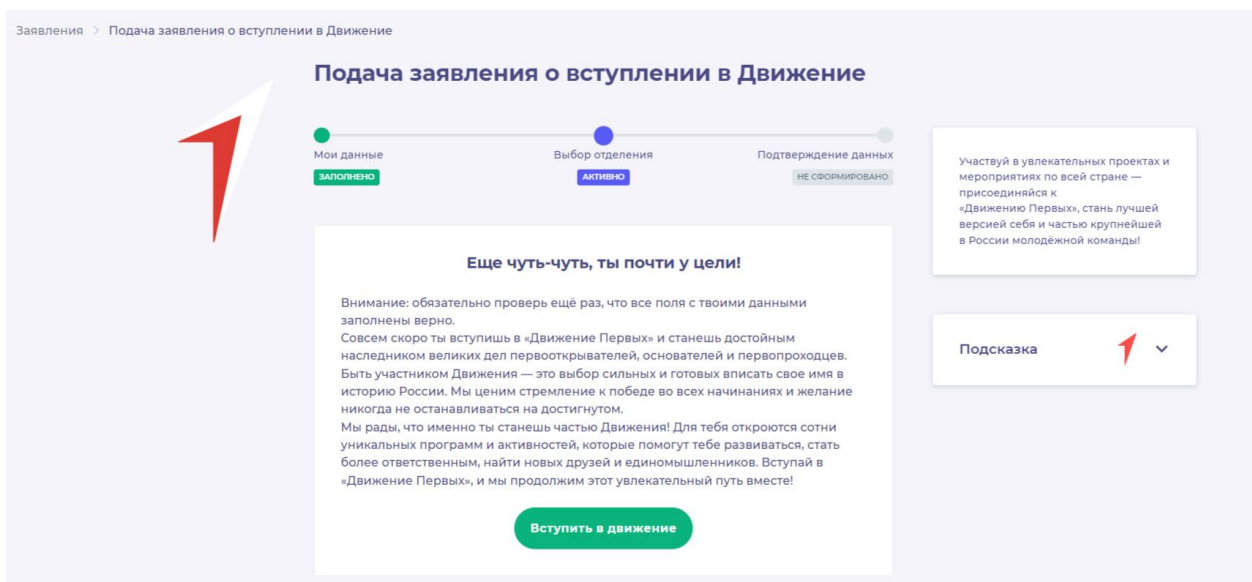 Заявления > Подача заявления о вступлении в Движение
Подача заявления о вступлении в Движение
Мои данные
ЗАПОЛНЕНО
Выбор отделения
АКТИВНО
Подтверждение данных
НЕ СФОРМИРОВАНО
Еще чуть-чуть, ты почти у цели!
Внимание: обязательно проверь ещё раз, что все поля с твоими данными
заполнены верно.
Совсем скоро ты вступишь в «Движение Первых» и станешь достойным
наследником великих дел первооткрывателей, основателей и первопроходцев.
Быть участником Движения — это выбор сильных и готовых вписать свое имя в
историю России. Мы ценим стремление к победе во всех начинаниях и желание
никогда не останавливаться на достигнутом.
Мы рады, что именно ты станешь частью Движения! Для тебя откроются сотни
уникальных программ и активностей, которые помогут тебе развиваться, стать
более ответственным, найти новых друзей и единомышленников. Вступай в
«Движение Первых», и мы продолжим этот увлекательный путь вместе!
Вступить в движение
Участвуй в увлекательных проектах и
мероприятиях по всей стране —
присоединяйся к
«Движению Первых», стань лучшей
версией себя и частью крупнейшей
в России молодёжной команды!
Подсказка